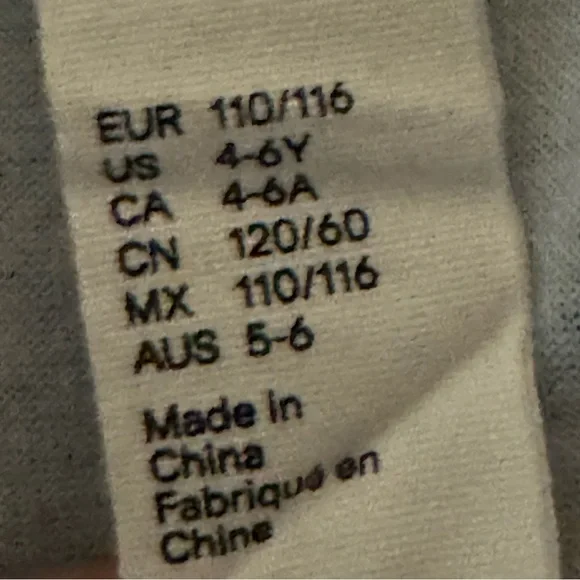 EUR 110/116
US 4-6Y
CA 4-6A
CN 120/60
MX 110/116
AUS 5-6
Made in
China
Fabriqué en
Chine